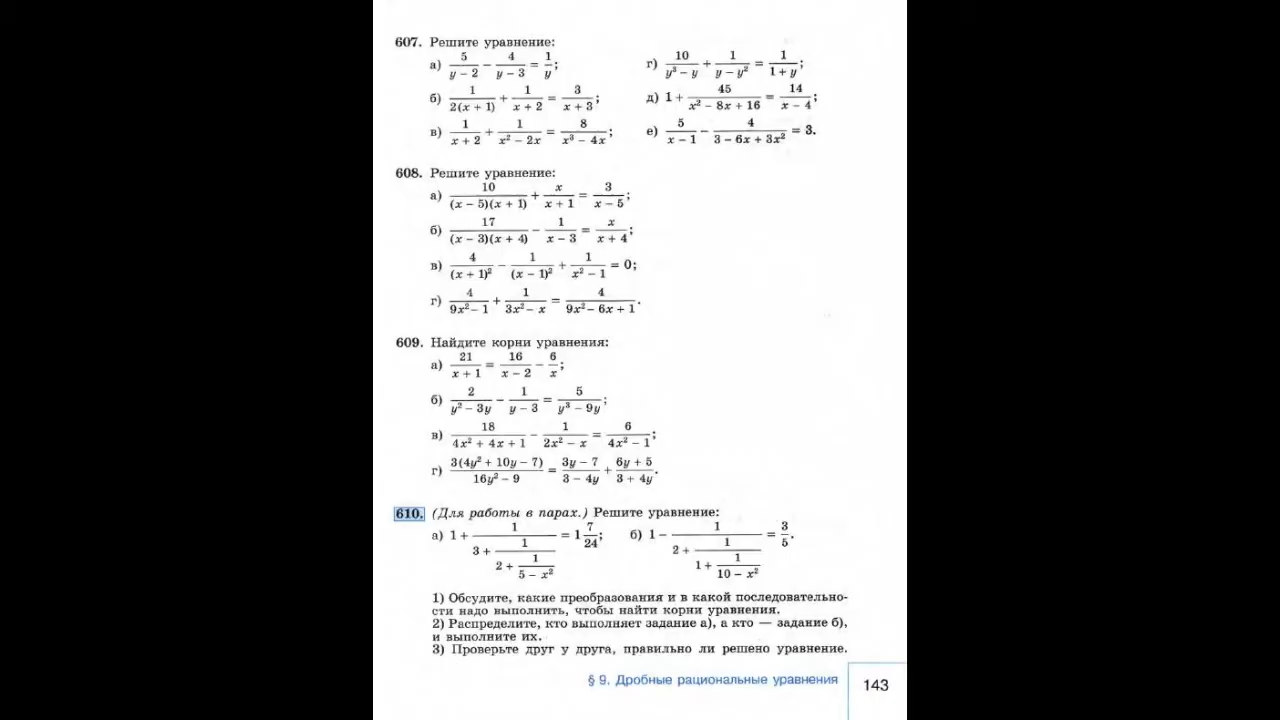 607. Решите уравнение:
а) 5/(y − 2) − 4/(y − 3) = 1/y;
г) 10/(y³ − y) + 1/(y − y²) = 1/(1 + y);
б) 1/(2(x + 1)) + 1/(x + 2) = 3/(x + 3);
д) 1 + 45/(x² − 8x + 16) = 14/(x − 4);
в) 1/(x + 2) + 1/(x² − 2x) = 8/(x³ − 4x);
е) 5/(x − 1) − 4/(3 − 6x + 3x²) = 3.
608. Решите уравнение:
а) 10/((x − 5)(x + 1)) + x/(x + 1) = 3/(x − 5);
б) 17/((x − 3)(x + 4)) − 1/(x − 3) = x/(x + 4);
в) 4/(x + 1)² − 1/(x − 1)² + 1/(x² − 1) = 0;
г) 4/(9x² − 1) + 1/(3x² − x) = 4/(9x² − 6x + 1).
609. Найдите корни уравнения:
а) 21/(x + 1) = 16/(x − 2) − 6/x;
б) 2/(y² − 3y) − 1/(y − 3) = 5/(y³ − 9y);
в) 18/(4x² + 4x + 1) − 1/(2x² − x) = 6/(4x² − 1);
г) 3(4y² + 10y − 7)/(16y² − 9) = (3y − 7)/(3 − 4y) + (6y + 5)/(3 + 4y).
610. (Для работы в парах.) Решите уравнение:
а) 1 + 1/(3 + 1/(2 + 1/(5 − x²))) = 1 7/24;
б) 1 − 1/(2 + 1/(1 + 1/(10 − x²))) = 3/5.
1) Обсудите, какие преобразования и в какой последовательно-
сти надо выполнить, чтобы найти корни уравнения.
2) Распределите, кто выполняет задание а), а кто — задание б),
и выполните их.
3) Проверьте друг у друга, правильно ли решено уравнение.
§ 9. Дробные рациональные уравнения
143